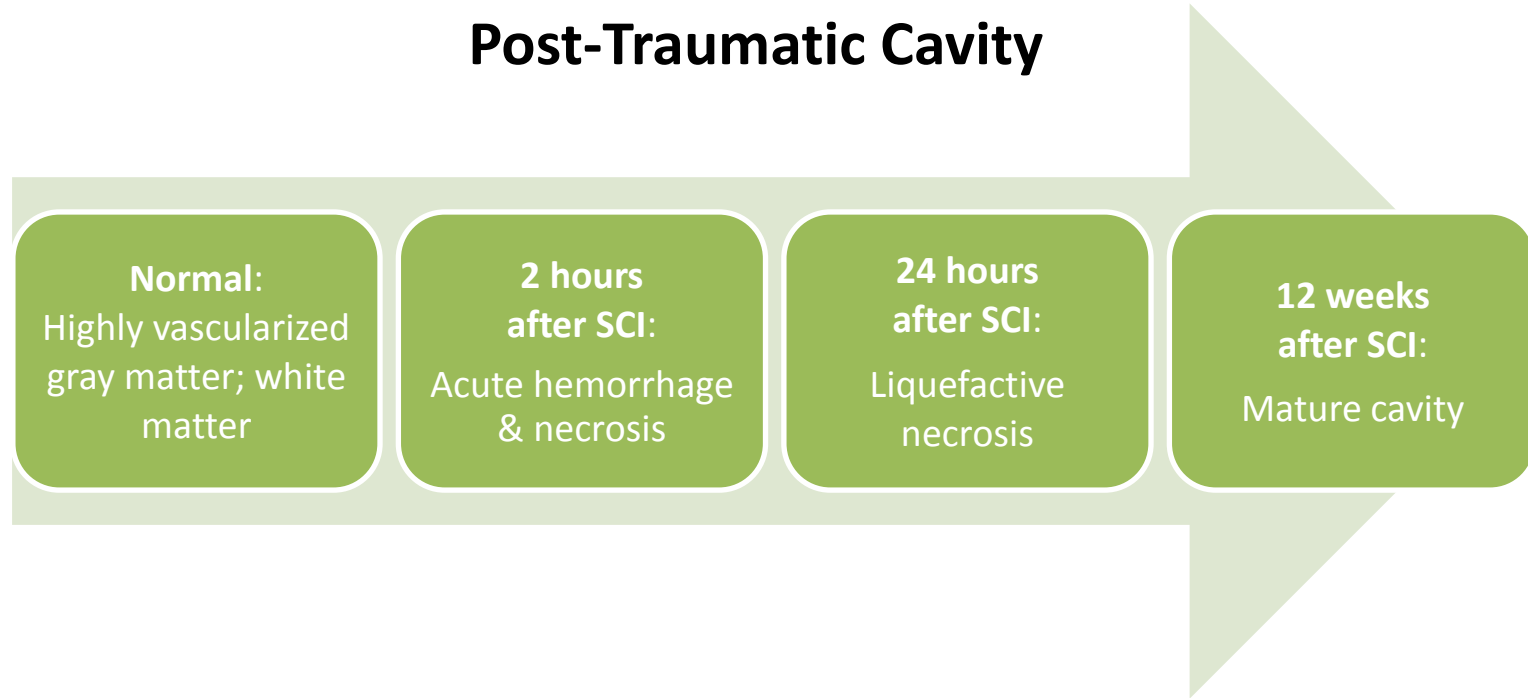 Post-Traumatic Cavity
Normal:
Highly vascularized
gray matter; white
matter
2 hours
after SCI:
Acute hemorrhage
& necrosis
24 hours
after SCI:
Liquefactive
necrosis
12 weeks
after SCI:
Mature cavity